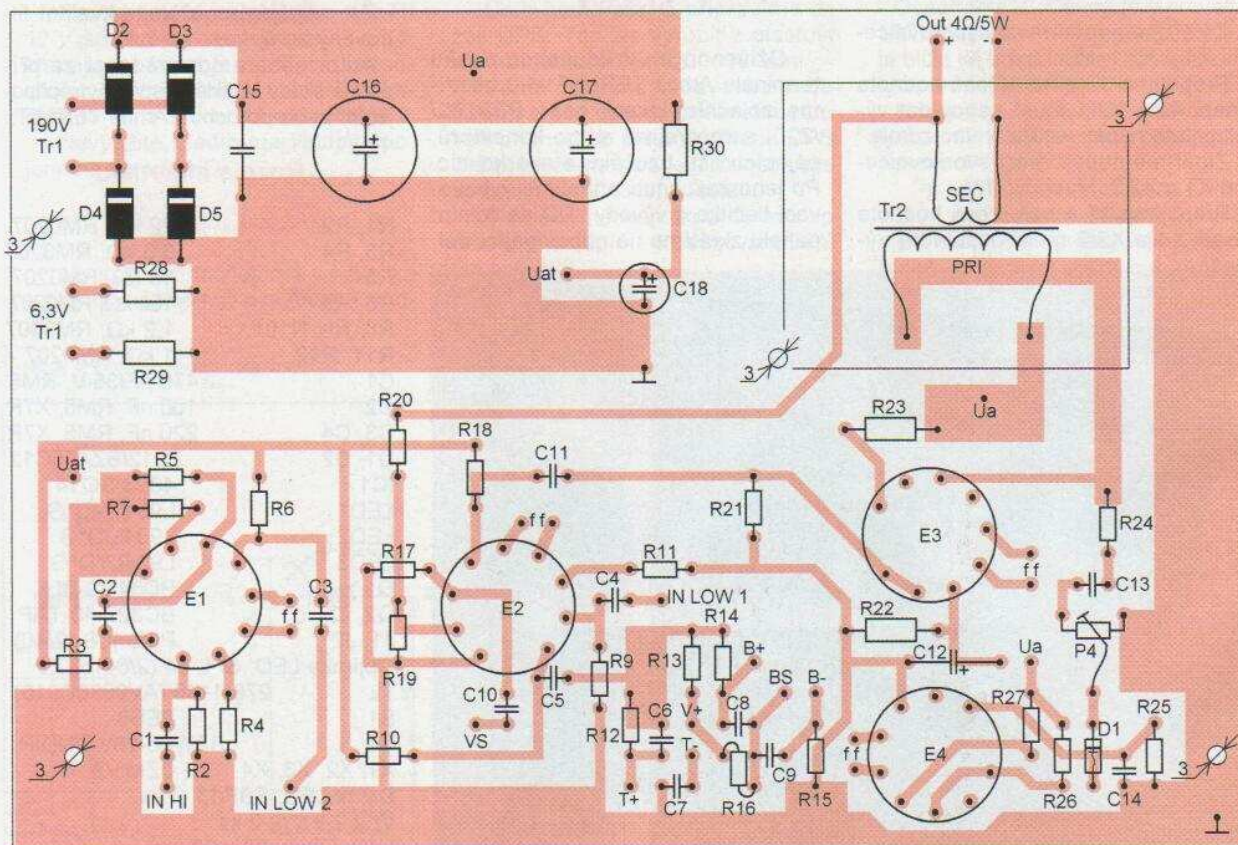 D2 D3
Out 4Ω/5W
+ -
190V
Tr1
C15
C16
+
Ua
C17
+
R30
3
D4 D5
SEC
Tr2
PRI
3
R28
Uat
+
C18
6,3V
Tr1
R29
3
R20
R18
R23
Ua
Uat
R5
R7
R6
C11
R21
f f
E3
R24
R17
R11
C4
IN LOW 1
f f
C13
C2
E1
C3
E2
R14
R22
P4
f f
R3
R19
R9
R13
B+
C12
+
Ua
C10
C5
BS B-
R27
C1
R4
R12
C6
V+
C8
D1
R25
R2
VS
R10
T-
C9
f f
E4
3
3
IN HI
IN LOW 2
T+
C7
R16
R15
R26
C14